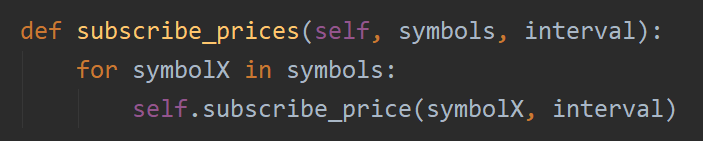 def subscribe_prices(self, symbols, interval):
    for symbolX in symbols:
        self.subscribe_price(symbolX, interval)